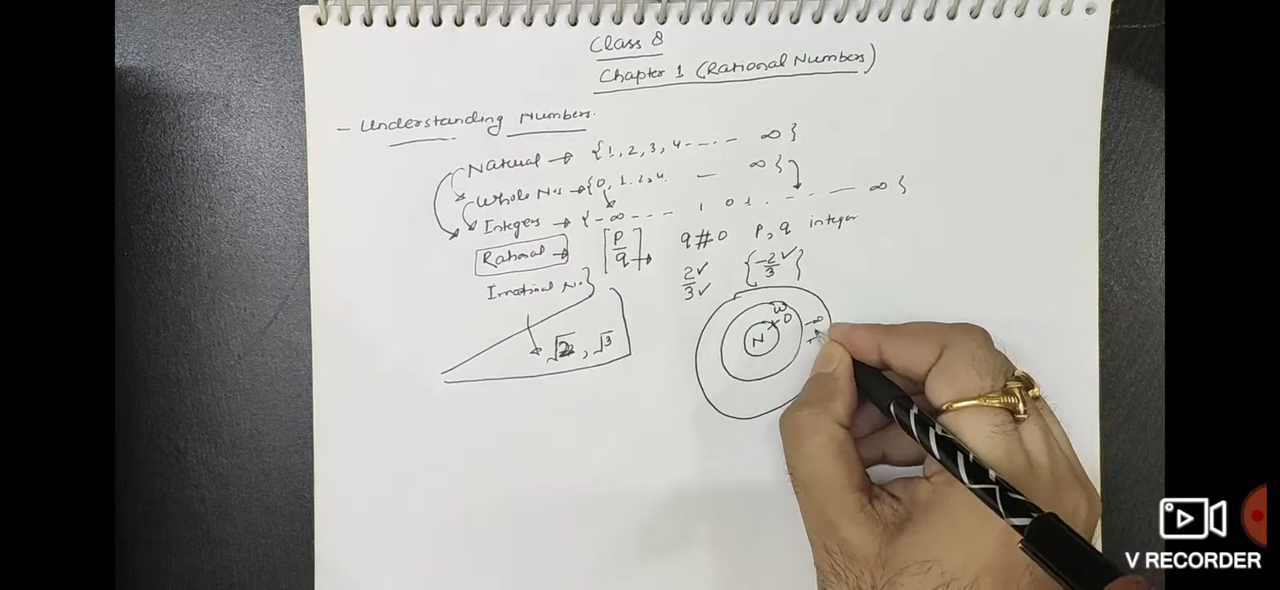 Class 8
Chapter 1 (Rational Numbers)
- Understanding Numbers.
Natural → {1, 2, 3, 4 - - . - ∞}
Whole No.s → {0, 1, 2, 4. - ∞}
Integers → {-∞ - - - 1 0 1 . - - - ∞}
Rational → [p/q] → q≠0 p, q integer
2/3 ✓✓ {-2/3 ✓}
Irrational No.
√2, √3
W
0
N
-∞
V RECORDER